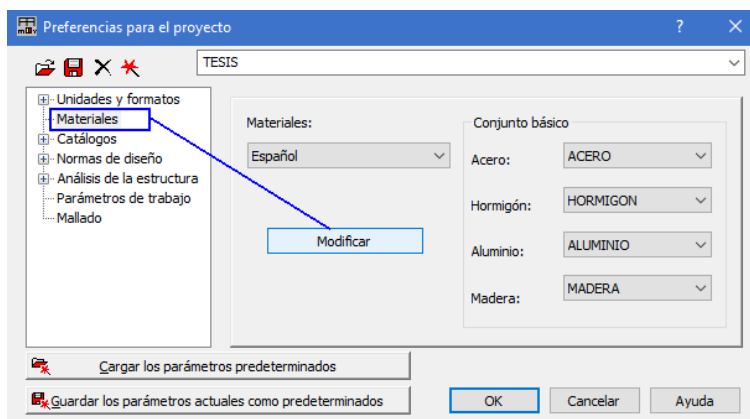 Preferencias para el proyecto
TESIS
Unidades y formatos
Materiales
Catálogos
Normas de diseño
Análisis de la estructura
Parámetros de trabajo
Mallado
Materiales:
Español
Modificar
Conjunto básico
Acero: ACERO
Hormigón: HORMIGON
Aluminio: ALUMINIO
Madera: MADERA
Cargar los parámetros predeterminados
Guardar los parámetros actuales como predeterminados
OK Cancelar Ayuda